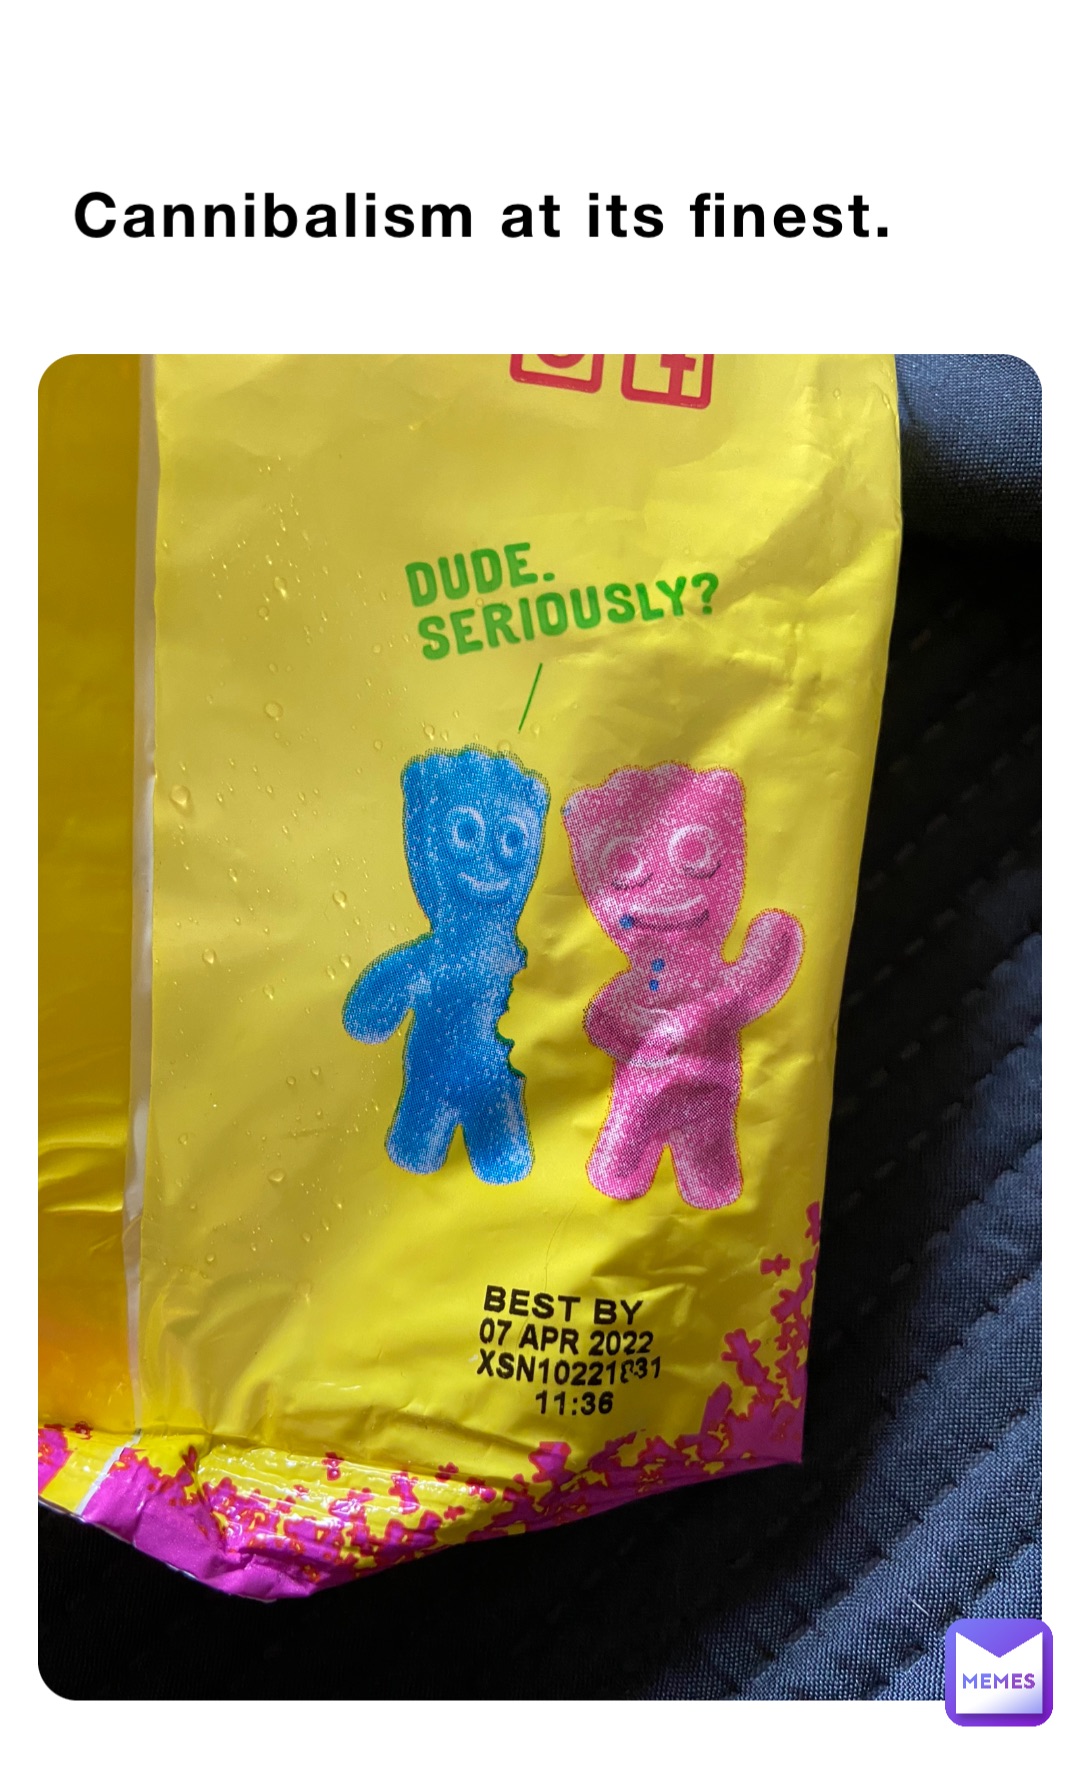 Cannibalism at its finest.
DUDE.
SERIOUSLY?
BEST BY
07 APR 2022
11:36
MEMES